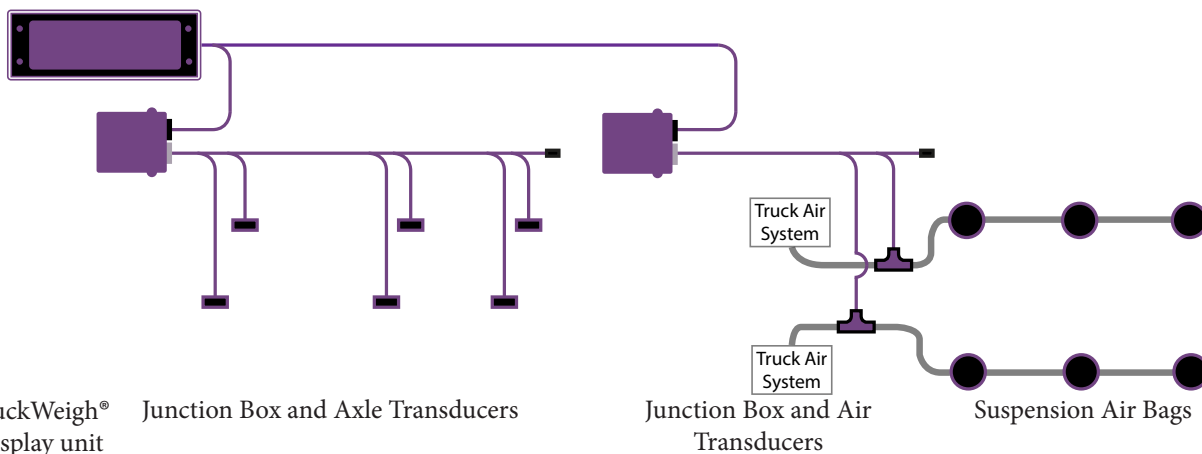 Truck Air
System
Truck Air
System
uckWeigh®
splay unit
Junction Box and Axle Transducers
Junction Box and Air
Transducers
Suspension Air Bags